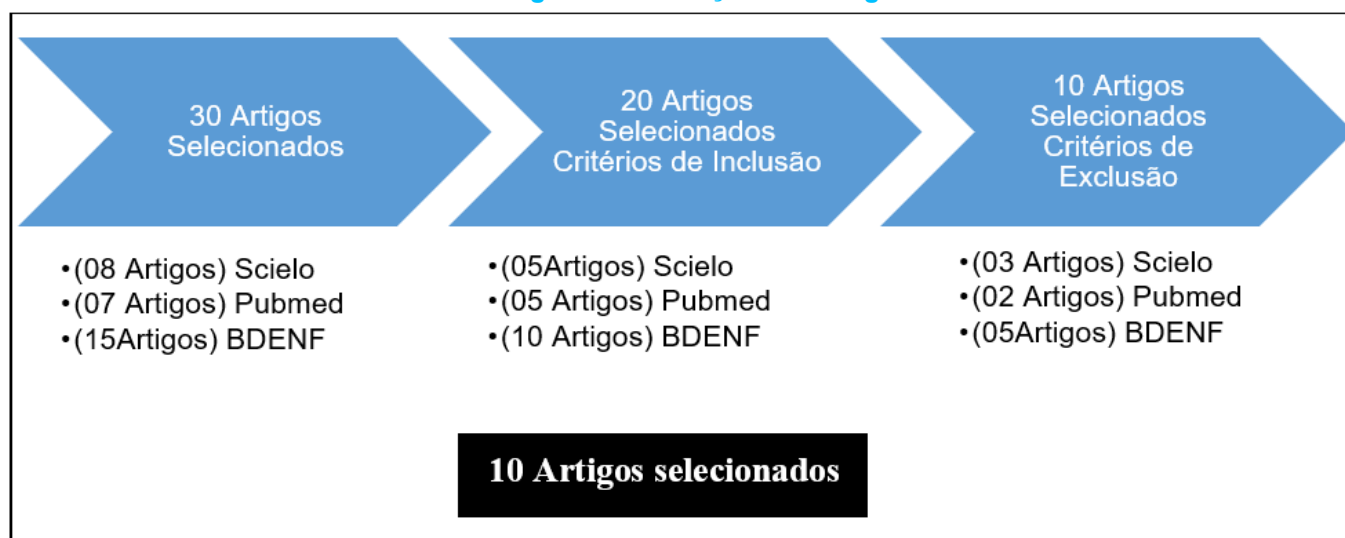 30 Artigos
Selecionados
20 Artigos
Selecionados
Critérios de Inclusão
10 Artigos
Selecionados
Critérios de
Exclusão
•(08 Artigos) Scielo
•(07 Artigos) Pubmed
•(15Artigos) BDENF
•(05Artigos) Scielo
•(05 Artigos) Pubmed
•(10 Artigos) BDENF
•(03 Artigos) Scielo
•(02 Artigos) Pubmed
•(05Artigos) BDENF
10 Artigos selecionados